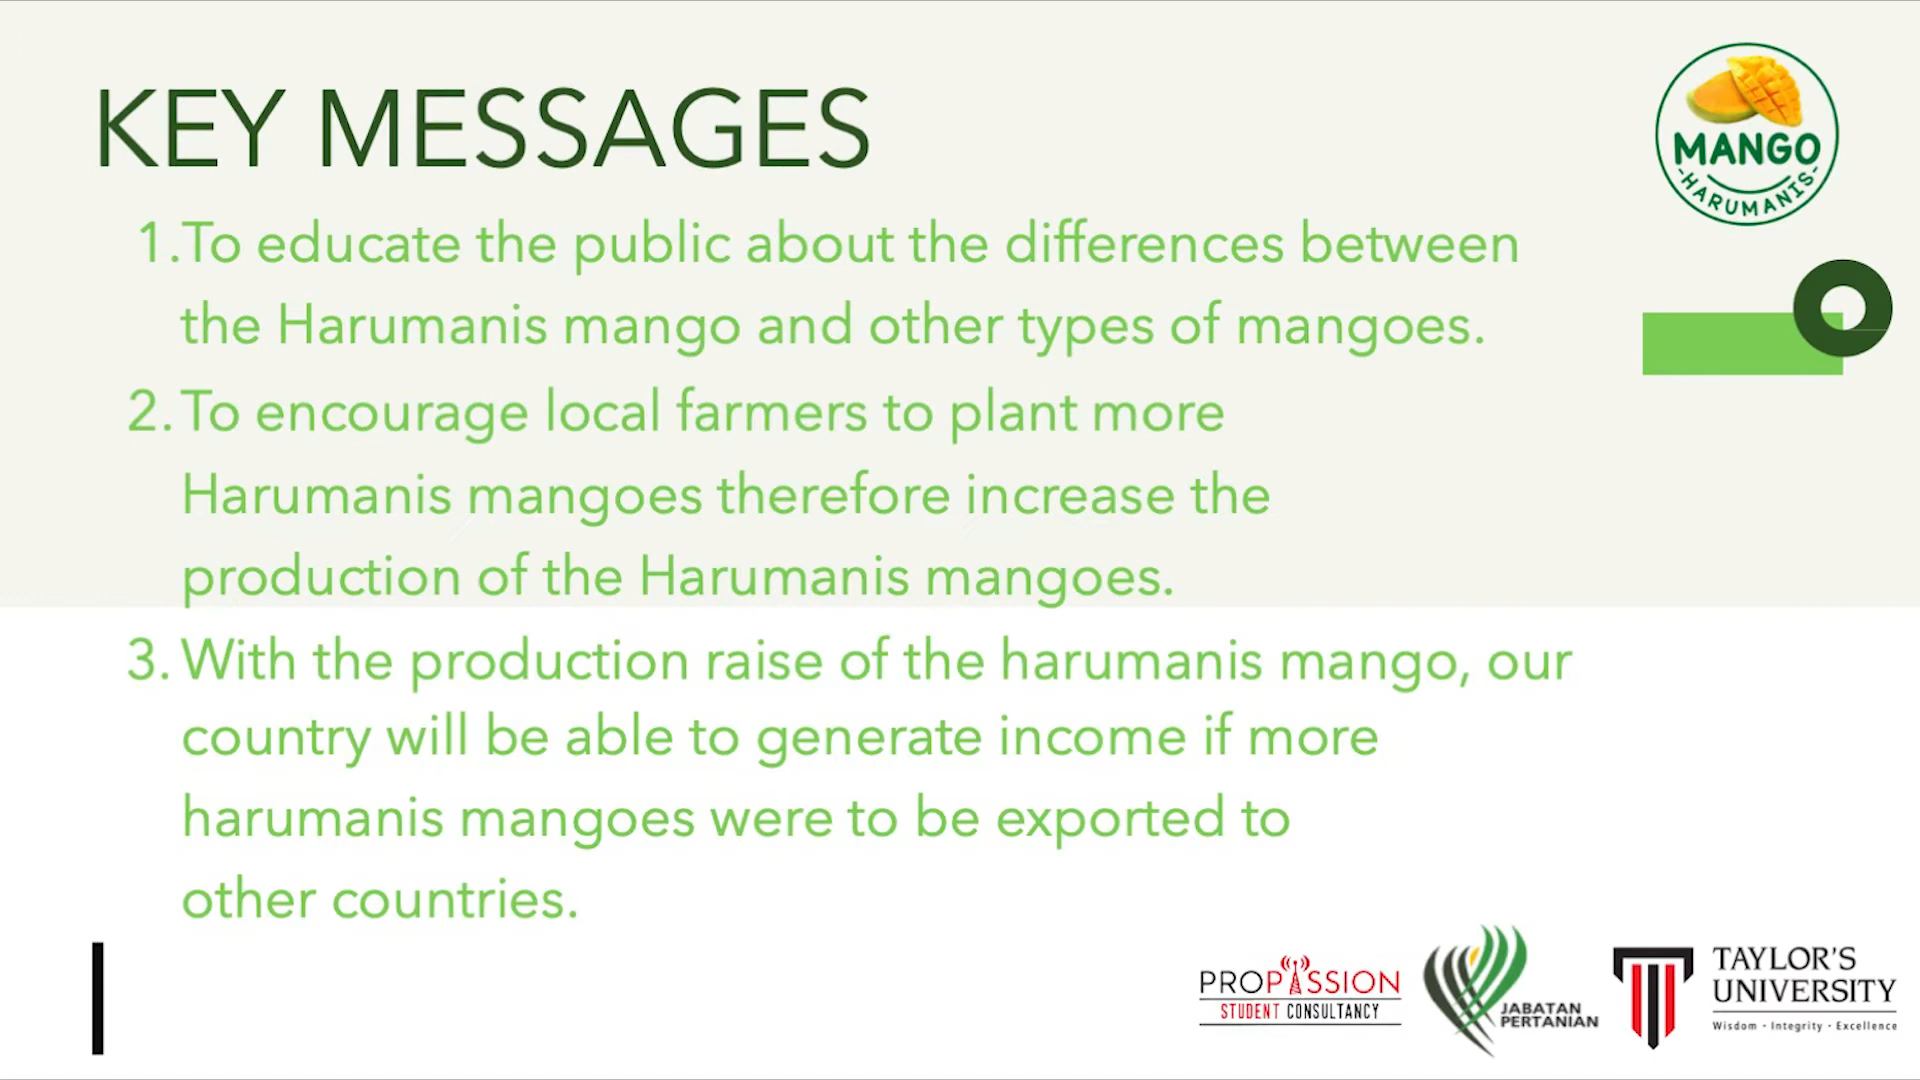 KEY MESSAGES
MANGO
-HARUMANIS-
1.To educate the public about the differences between
the Harumanis mango and other types of mangoes.
2. To encourage local farmers to plant more
Harumanis mangoes therefore increase the
production of the Harumanis mangoes.
3. With the production raise of the harumanis mango, our
country will be able to generate income if more
harumanis mangoes were to be exported to
other countries.
PROPASSION
STUDENT CONSULTANCY
JABATAN
PERTANIAN
TAYLOR'S
UNIVERSITY
Wisdom · Integrity · Excellence